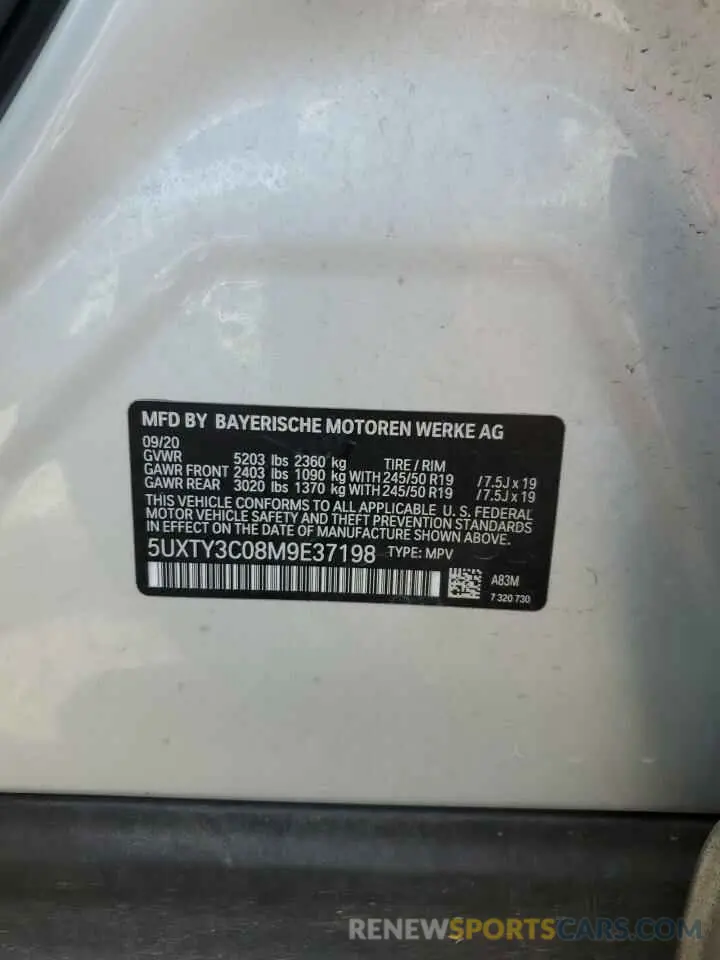 MFD BY BAYERISCHE MOTOREN WERKE AG
09/20
GVWR 5203 lbs 2360 kg TIRE / RIM
GAWR FRONT 2403 lbs 1090 kg WITH 245/50 R19 / 7.5J x 19
GAWR REAR 3020 lbs 1370 kg WITH 245/50 R19 / 7.5J x 19
THIS VEHICLE CONFORMS TO ALL APPLICABLE U. S. FEDERAL
MOTOR VEHICLE SAFETY AND THEFT PREVENTION STANDARDS
IN EFFECT ON THE DATE OF MANUFACTURE SHOWN ABOVE.
5UXTY3C08M9E37198 TYPE: MPV
A83M
7 320 730
RENEWSPORTSCARS.COM